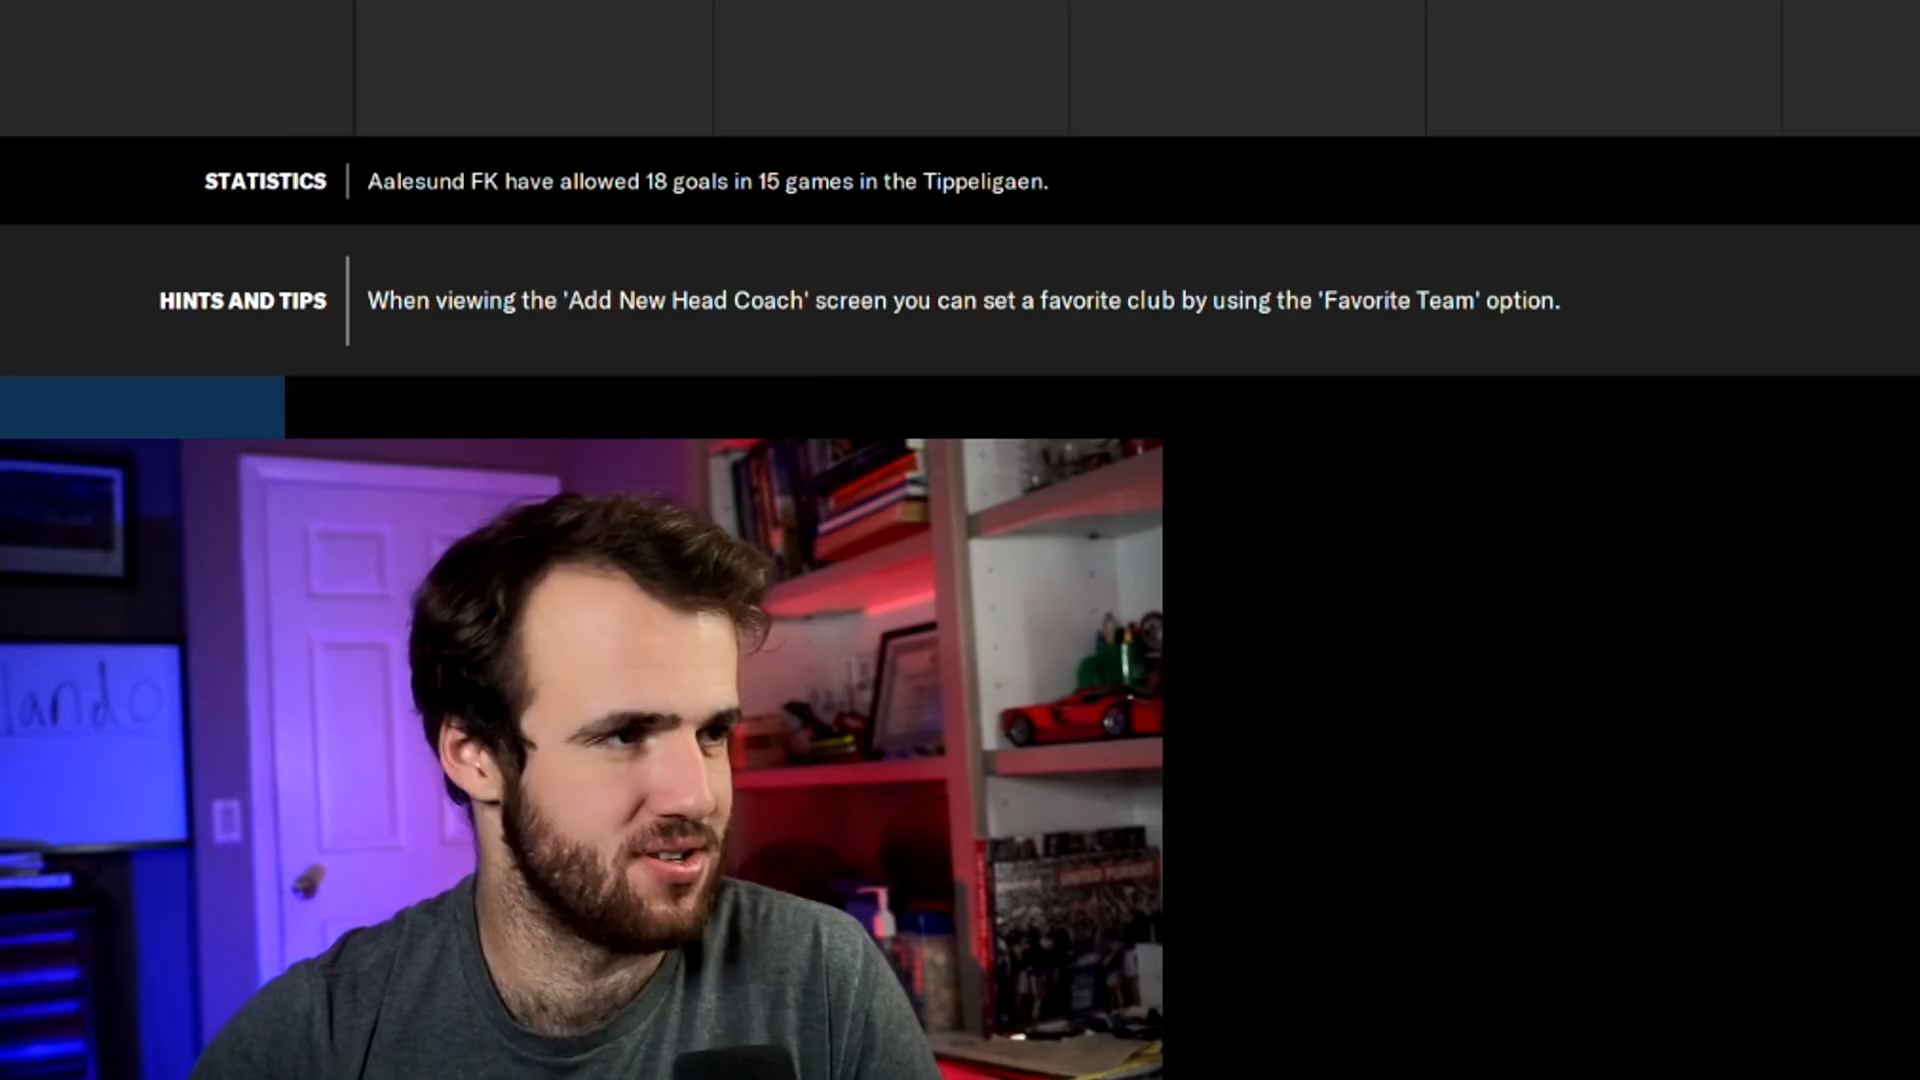 STATISTICS
Aalesund FK have allowed 18 goals in 15 games in the Tippeligaen.
HINTS AND TIPS
When viewing the 'Add New Head Coach' screen you can set a favorite club by using the 'Favorite Team' option.
lando